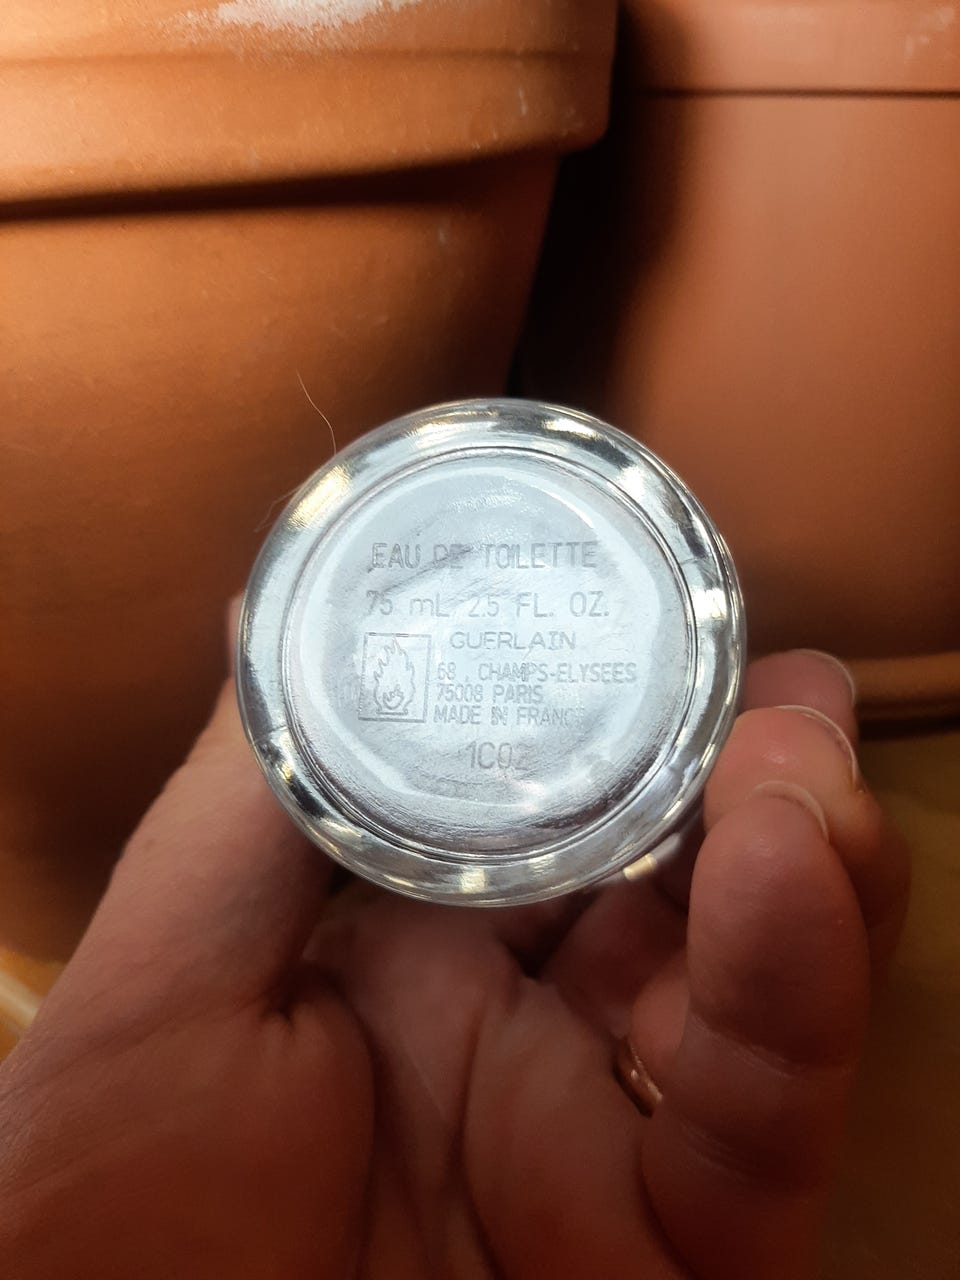 EAU DE TOILETTE
75 mL 2.5 FL. OZ.
GUERLAIN
68, CHAMPS-ELYSEES
75008 PARIS
MADE IN FRANCE
1C02